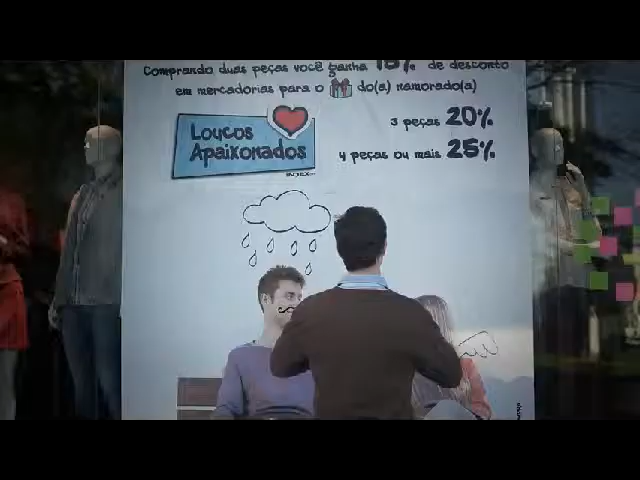 Comprando duas peças você ganha 15% de desconto
em mercadorias para o do(a) namorado(a)
Loucos
Apaixonados
3 peças 20%
4 peças ou mais 25%